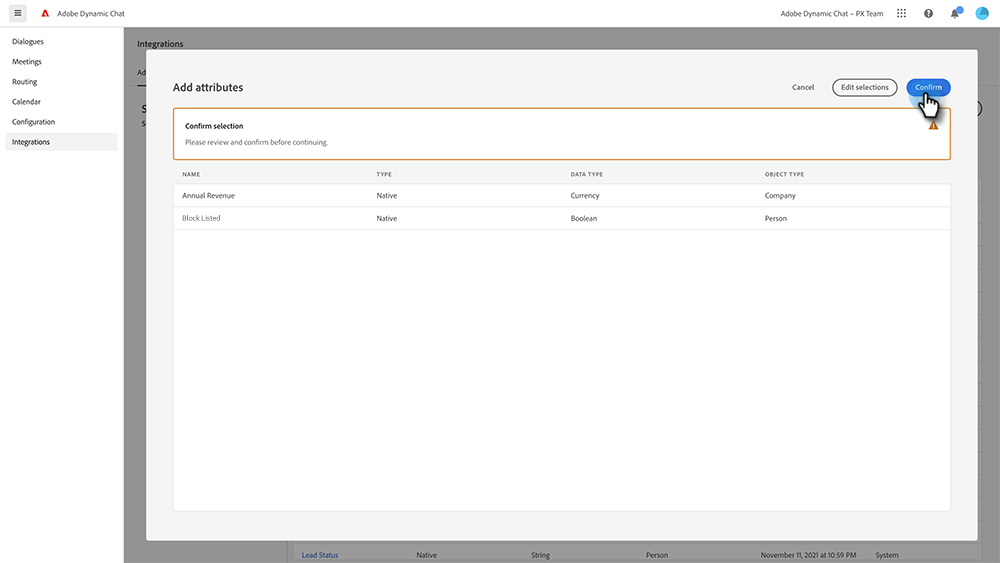 Adobe Dynamic Chat
Adobe Dynamic Chat – PX Team
Dialogues
Meetings
Routing
Calendar
Configuration
Integrations
Integrations
Ad
S
Se
Add attributes
Cancel
Edit selections
Confirm
Confirm selection
Please review and confirm before continuing.
NAME TYPE DATA TYPE OBJECT TYPE
Annual Revenue Native Currency Company
Block Listed Native Boolean Person
Lead Status Native String Person November 11, 2021 at 10:59 PM System